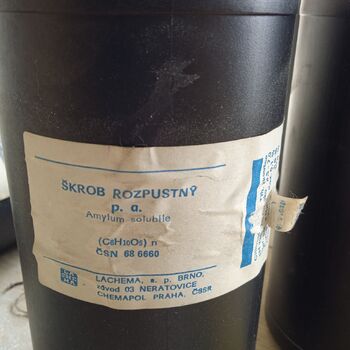 ŠKROB ROZPUSTNÝ
p. a.
Amylum solubile
(C6H10O5) n
ČSN 68 6660
LACHEMA, s. p. BRNO,
závod 03 NERATOVICE
CHEMAPOL PRAHA, ČSSR